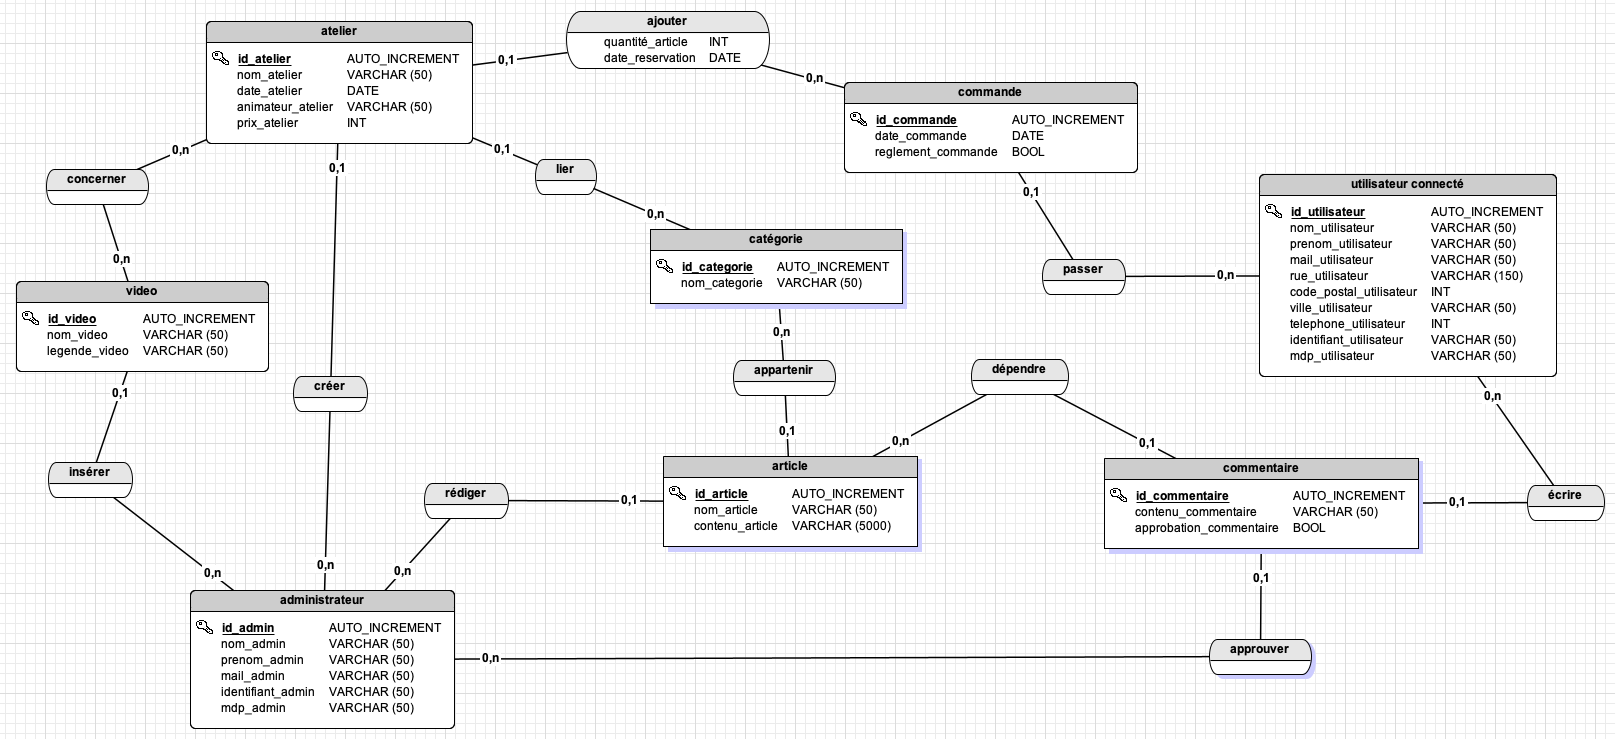 atelier
id_atelier AUTO_INCREMENT
nom_atelier VARCHAR (50)
date_atelier DATE
animateur_atelier VARCHAR (50)
prix_atelier INT
0,1
ajouter
quantité_article INT
date_reservation DATE
0,n
commande
id_commande AUTO_INCREMENT
date_commande DATE
reglement_commande BOOL
0,n
concerner
0,n
0,1
0,1
lier
0,n
0,1
passer
0,n
utilisateur connecté
id_utilisateur AUTO_INCREMENT
nom_utilisateur VARCHAR (50)
prenom_utilisateur VARCHAR (50)
mail_utilisateur VARCHAR (50)
rue_utilisateur VARCHAR (150)
code_postal_utilisateur INT
ville_utilisateur VARCHAR (50)
telephone_utilisateur INT
identifiant_utilisateur VARCHAR (50)
mdp_utilisateur VARCHAR (50)
catégorie
id_categorie AUTO_INCREMENT
nom_categorie VARCHAR (50)
video
id_video AUTO_INCREMENT
nom_video VARCHAR (50)
legende_video VARCHAR (50)
0,n
appartenir
0,1
dépendre
0,n
0,1
0,n
créer
0,1
insérer
0,n
0,n
rédiger
0,1
0,n
article
id_article AUTO_INCREMENT
nom_article VARCHAR (50)
contenu_article VARCHAR (5000)
commentaire
id_commentaire AUTO_INCREMENT
contenu_commentaire VARCHAR (50)
approbation_commentaire BOOL
0,1
écrire
0,1
approuver
0,n
administrateur
id_admin AUTO_INCREMENT
nom_admin VARCHAR (50)
prenom_admin VARCHAR (50)
mail_admin VARCHAR (50)
identifiant_admin VARCHAR (50)
mdp_admin VARCHAR (50)